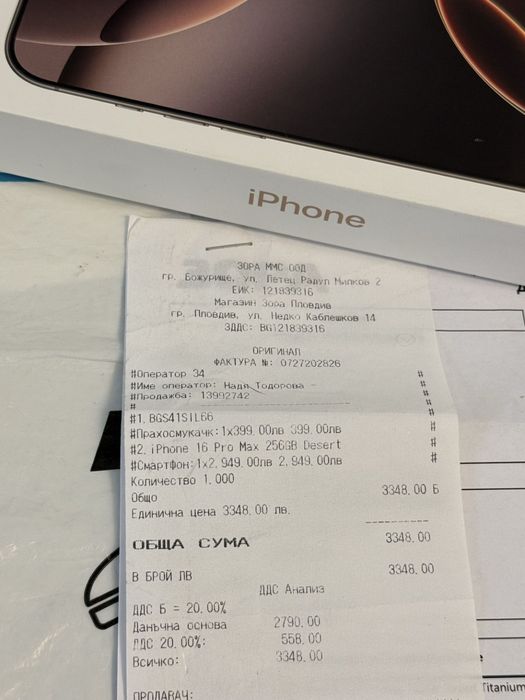 iPhone
ЗОРА ММС ООД
гр. Божурище, ул. Летец Радул Милков 2
ЕИК: 121839316
Магазин Зора Пловдив
гр. Пловдив, ул. Недко Каблешков 14
ЗДДС: BG121839316
ОРИГИНАЛ
ФАКТУРА №: 0727202826
#Оператор 34 #
#Име оператор: Надя Тодорова #
#Продажба: 13992742 #
# #
#1. BGS41SIL66 #
#Прахосмукачк: 1x399.00лв 399.00лв #
#2. iPhone 16 Pro Max 256GB Desert #
#Смартфон: 1x2,949.00лв 2,949.00лв #
Количество 1.000
Общо 3348.00 Б
Единична цена 3348.00 лв.
ОБЩА СУМА 3348.00
В БРОЙ ЛВ 3348.00
ДДС Анализ
ДДС Б = 20.00%
Данъчна основа 2790.00
ДДС 20.00%: 558.00
Всичко: 3348.00
ПРОДАВАЧ:
Titanium